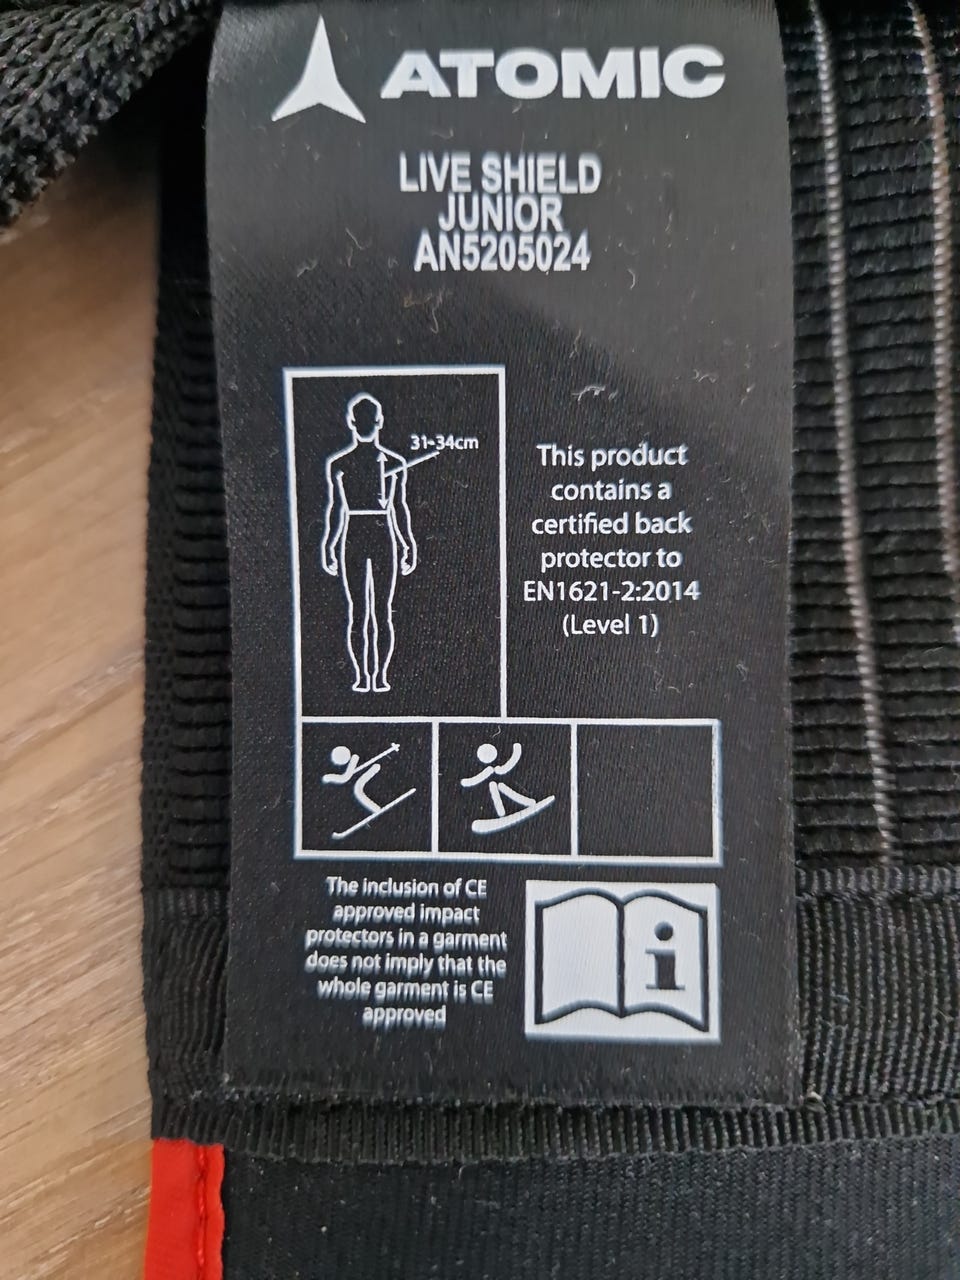 ATOMIC
LIVE SHIELD
JUNIOR
AN5205024
31-34cm
This product
contains a
certified back
protector to
EN1621-2:2014
(Level 1)
The inclusion of CE
approved impact
protectors in a garment
does not imply that the
whole garment is CE
approved
i